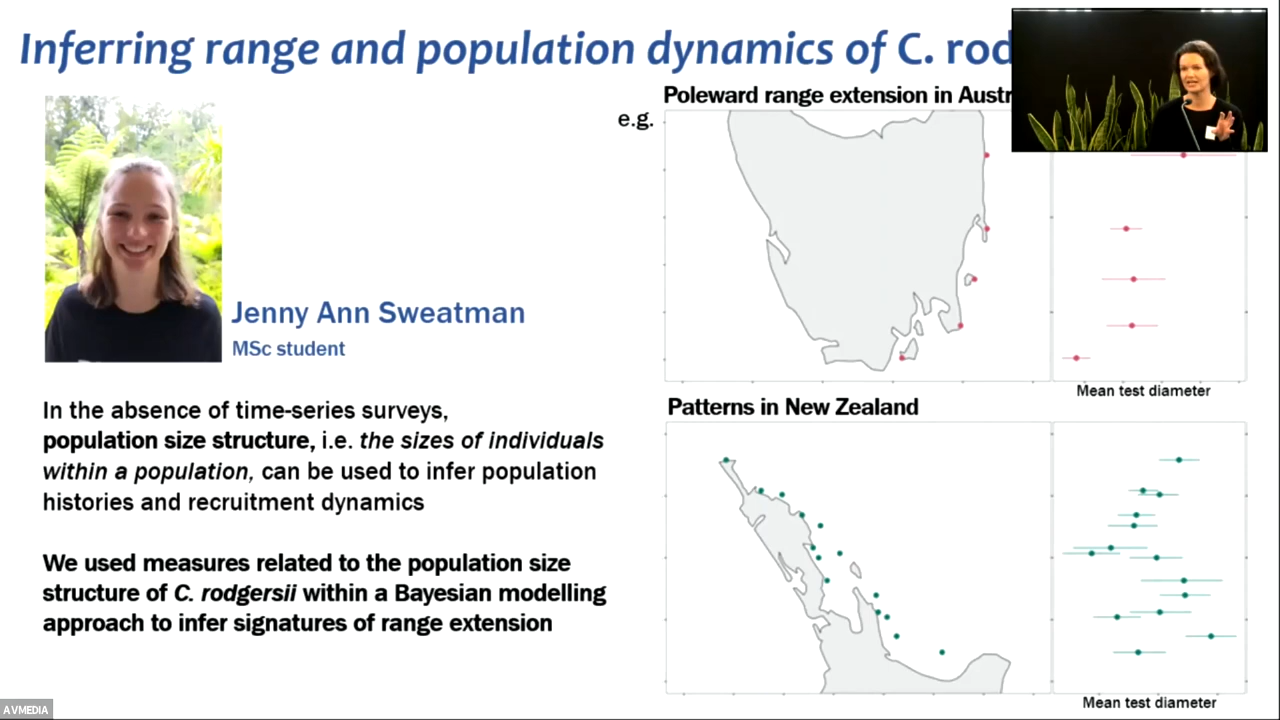 Inferring range and population dynamics of C. rod
Poleward range extension in Austr
e.g.
Jenny Ann Sweatman
MSc student
In the absence of time-series surveys,
population size structure, i.e. the sizes of individuals
within a population, can be used to infer population
histories and recruitment dynamics
We used measures related to the population size
structure of C. rodgersii within a Bayesian modelling
approach to infer signatures of range extension
Mean test diameter
Patterns in New Zealand
Mean test diameter
AVMEDIA